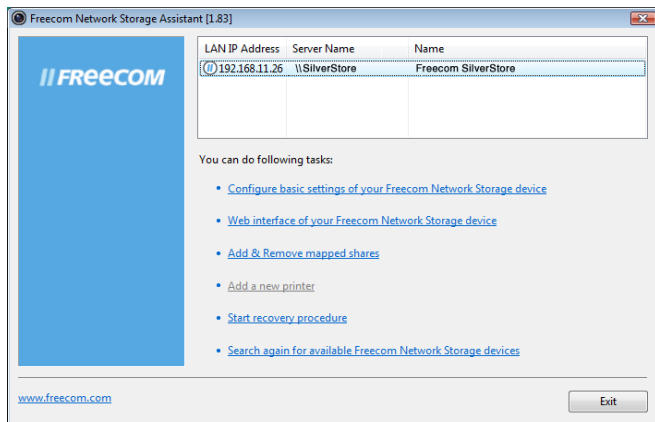 Freecom Network Storage Assistant [1.83]
FREECOM
LAN IP Address Server Name Name
192.168.11.26 \\SilverStore Freecom SilverStore
You can do following tasks:
• Configure basic settings of your Freecom Network Storage device
• Web interface of your Freecom Network Storage device
• Add & Remove mapped shares
• Add a new printer
• Start recovery procedure
• Search again for available Freecom Network Storage devices
www.freecom.com
Exit